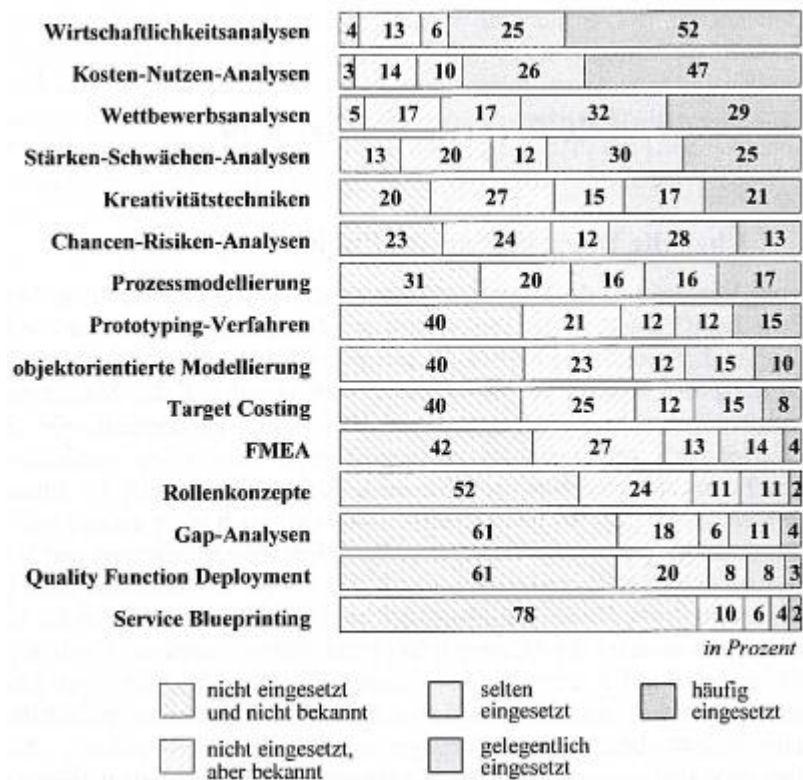 Wirtschaftlichkeitsanalysen 4 13 6 25 52
Kosten-Nutzen-Analysen 3 14 10 26 47
Wettbewerbsanalysen 5 17 17 32 29
Stärken-Schwächen-Analysen 13 20 12 30 25
Kreativitätstechniken 20 27 15 17 21
Chancen-Risiken-Analysen 23 24 12 28 13
Prozessmodellierung 31 20 16 16 17
Prototyping-Verfahren 40 21 12 12 15
objektorientierte Modellierung 40 23 12 15 10
Target Costing 40 25 12 15 8
FMEA 42 27 13 14 4
Rollenkonzepte 52 24 11 11 2
Gap-Analysen 61 18 6 11 4
Quality Function Deployment 61 20 8 8 3
Service Blueprinting 78 10 6 4 2
in Prozent
nicht eingesetzt selten häufig
und nicht bekannt eingesetzt eingesetzt
nicht eingesetzt, gelegentlich
aber bekannt eingesetzt